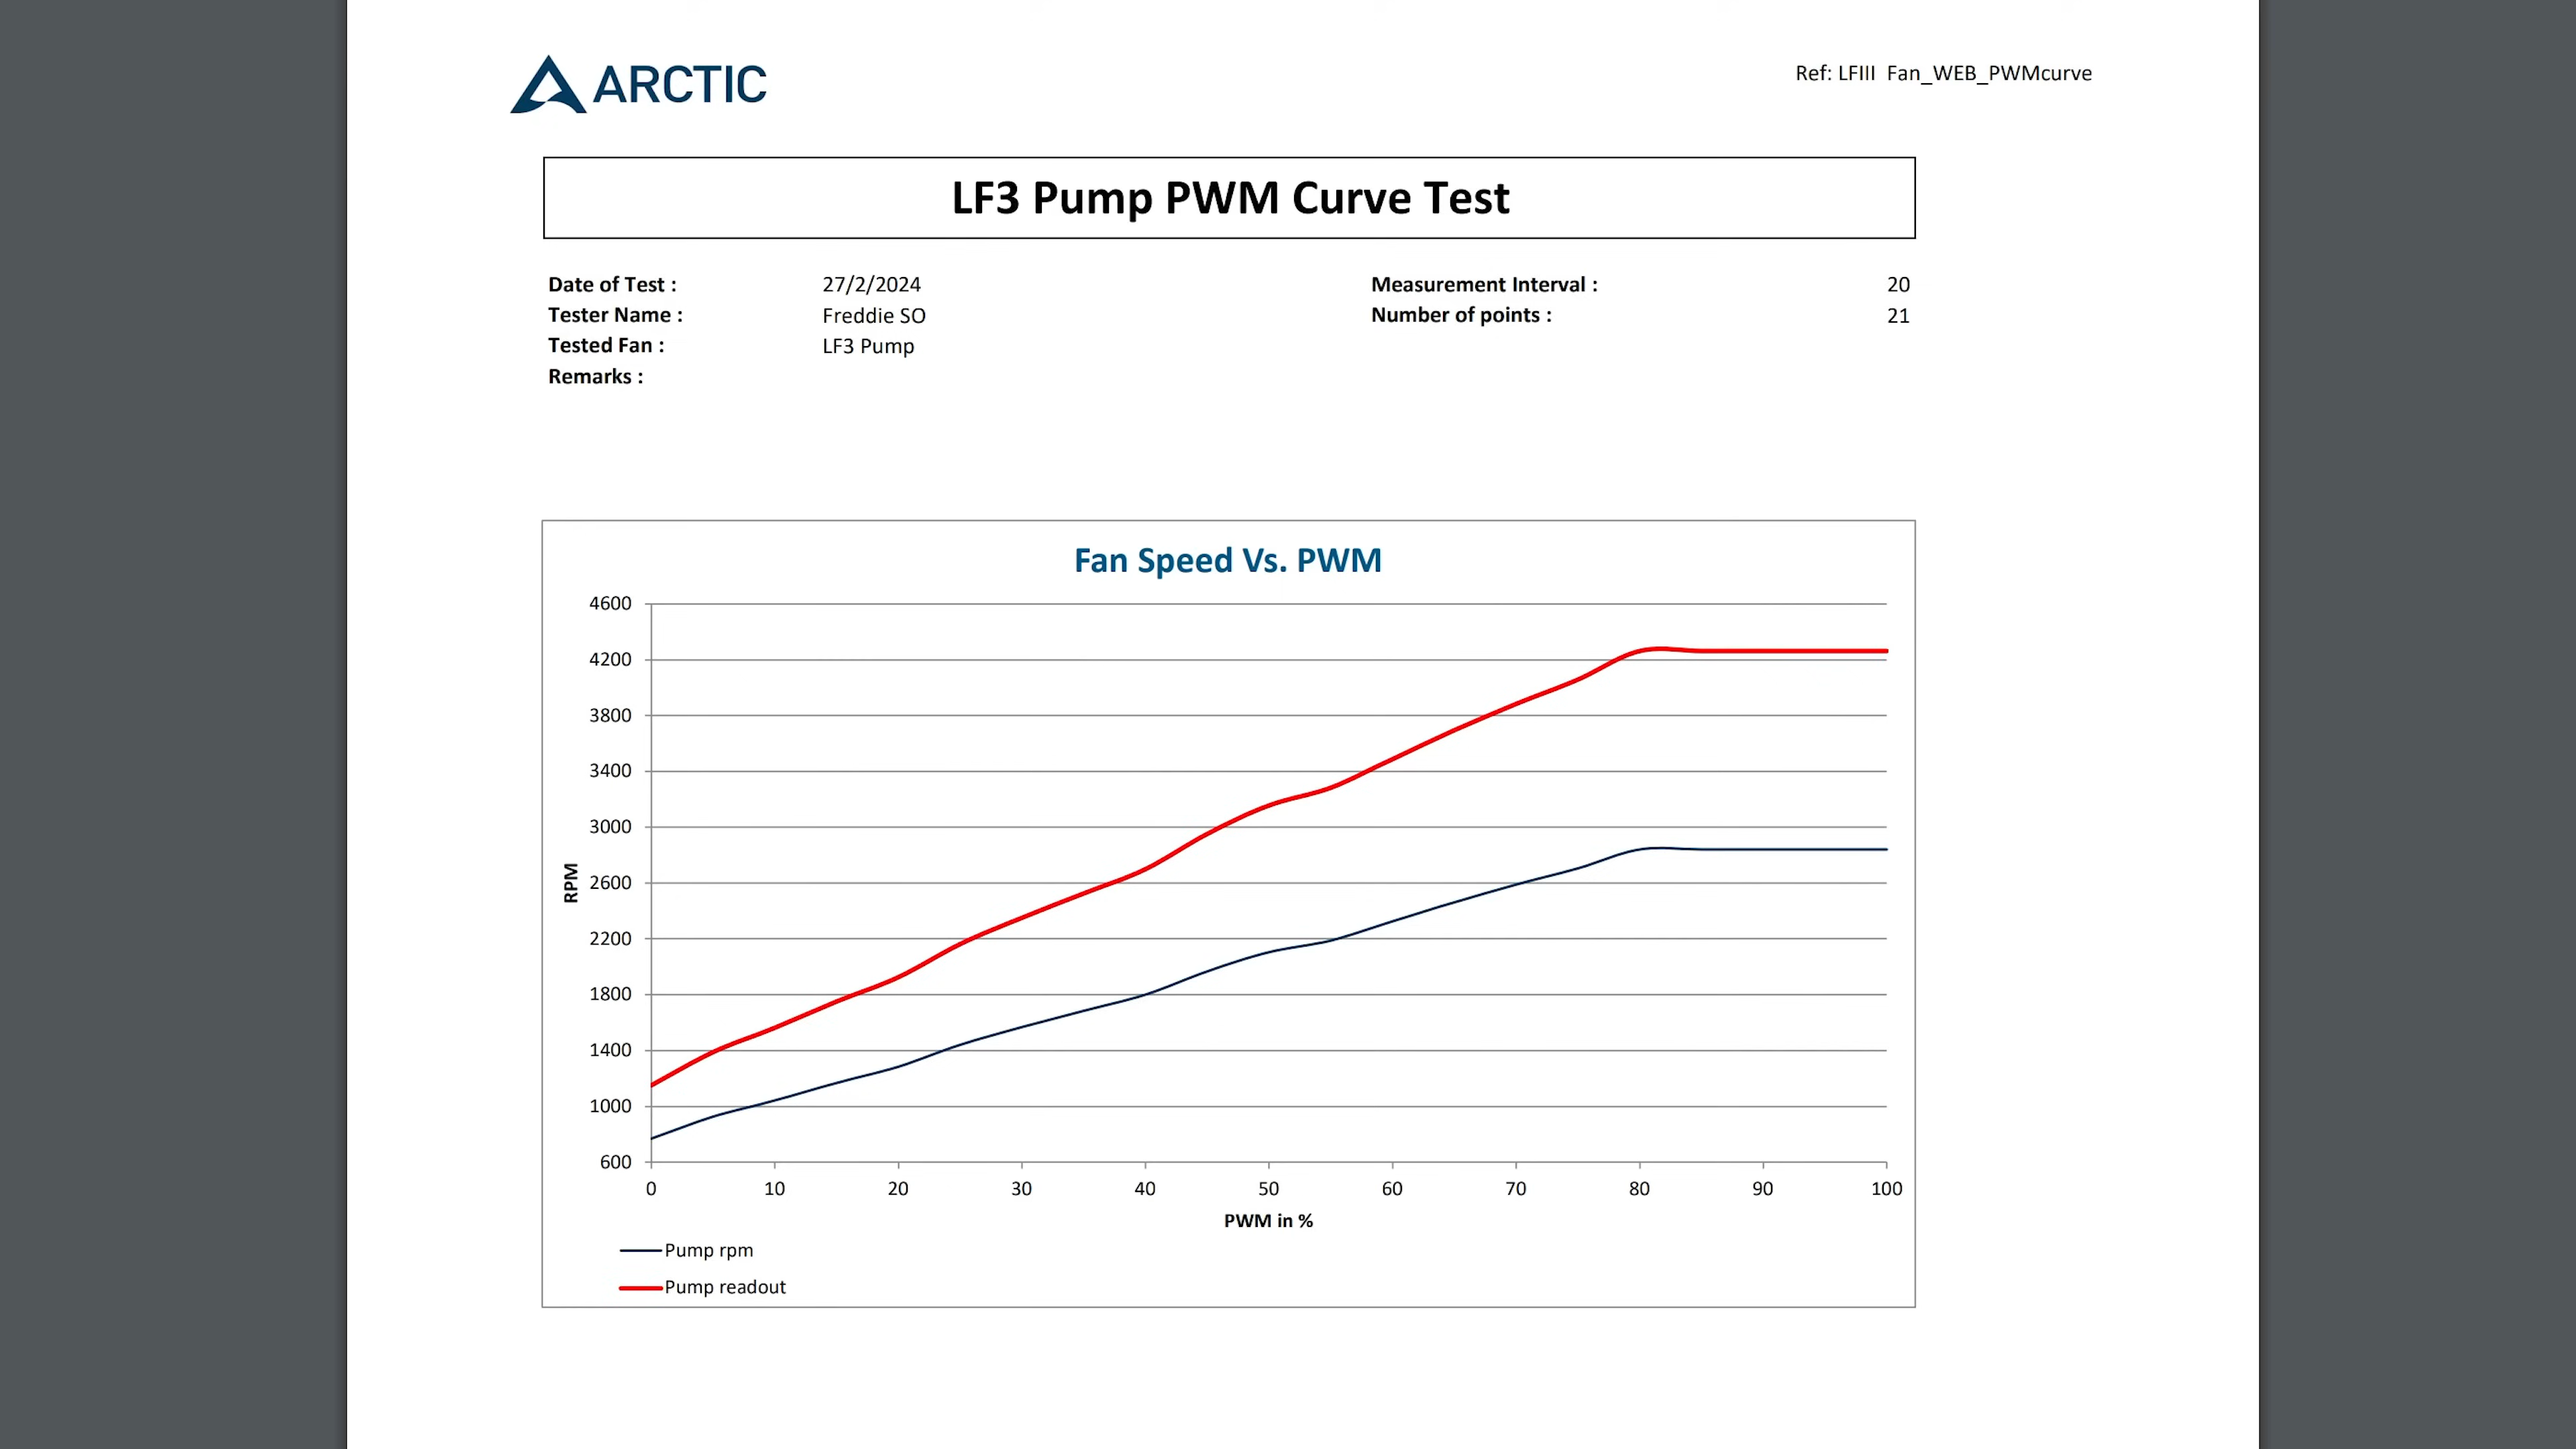 ARCTIC
Ref: LFIII Fan_WEB_PWMcurve
LF3 Pump PWM Curve Test
Date of Test : 27/2/2024
Measurement Interval : 20
Tester Name : Freddie SO
Number of points : 21
Tested Fan : LF3 Pump
Remarks :
Fan Speed Vs. PWM
4600
4200
3800
3400
3000
2600
2200
1800
1400
1000
600
RPM
0 10 20 30 40 50 60 70 80 90 100
PWM in %
Pump rpm
Pump readout